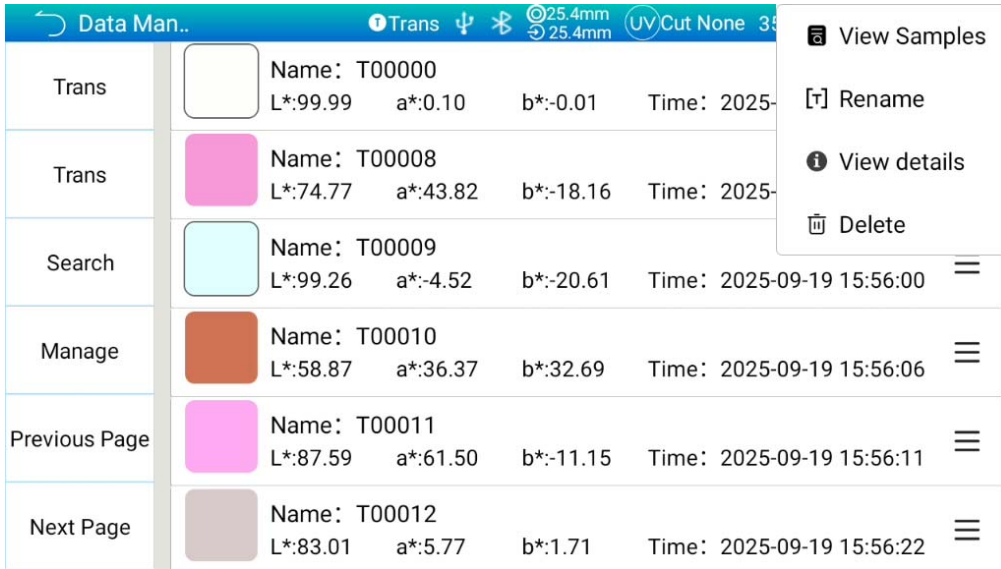 Data Man..
Trans
25.4mm
25.4mm
UV Cut None 35
View Samples
Rename
View details
Delete
Trans
Trans
Search
Manage
Previous Page
Next Page
Name：T00000
L*:99.99 a*:0.10 b*:-0.01 Time：2025-
Name：T00008
L*:74.77 a*:43.82 b*:-18.16 Time：2025-
Name：T00009
L*:99.26 a*:-4.52 b*:-20.61 Time：2025-09-19 15:56:00
Name：T00010
L*:58.87 a*:36.37 b*:32.69 Time：2025-09-19 15:56:06
Name：T00011
L*:87.59 a*:61.50 b*:-11.15 Time：2025-09-19 15:56:11
Name：T00012
L*:83.01 a*:5.77 b*:1.71 Time：2025-09-19 15:56:22